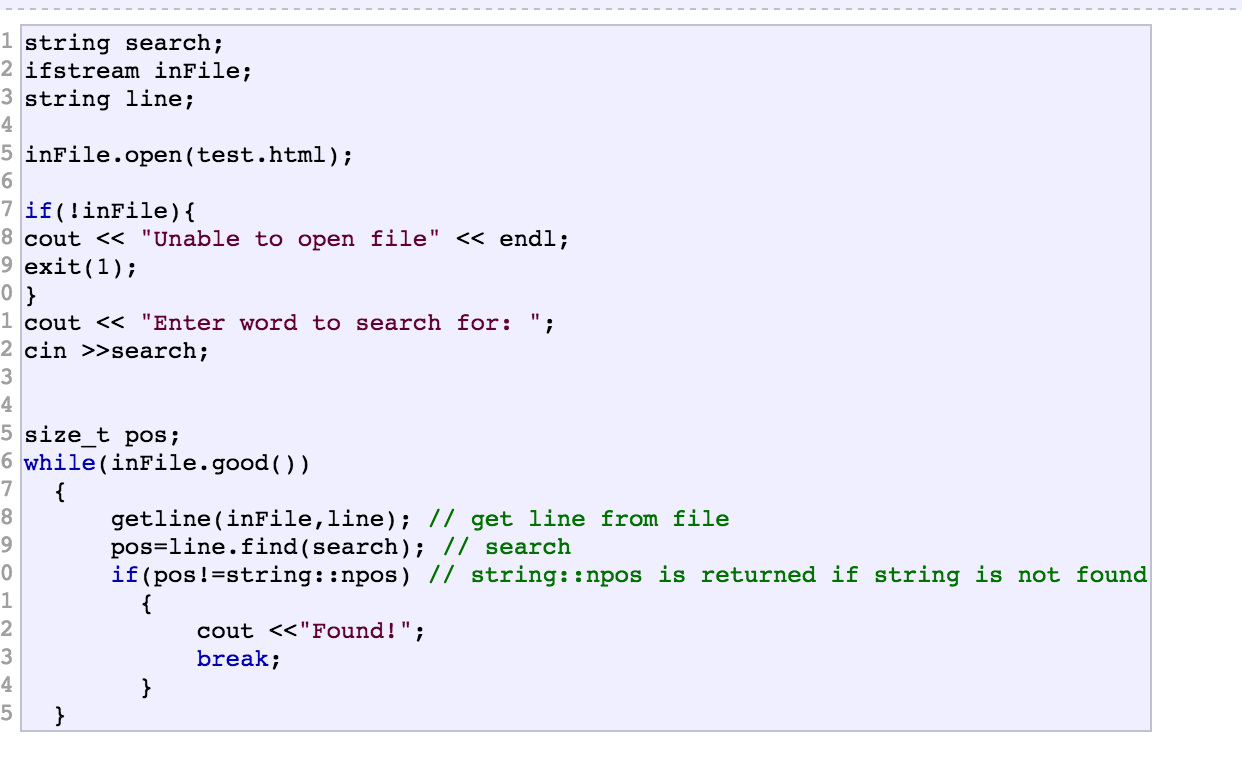 1 string search;
2 ifstream inFile;
3 string line;
4
5 inFile.open(test.html);
6
7 if(!inFile){
8 cout << "Unable to open file" << endl;
9 exit(1);
0 }
1 cout << "Enter word to search for: ";
2 cin >>search;
3
4
5 size_t pos;
6 while(inFile.good())
7   {
8       getline(inFile,line); // get line from file
9       pos=line.find(search); // search
0       if(pos!=string::npos) // string::npos is returned if string is not found
1         {
2             cout <<"Found!";
3             break;
4         }
5   }